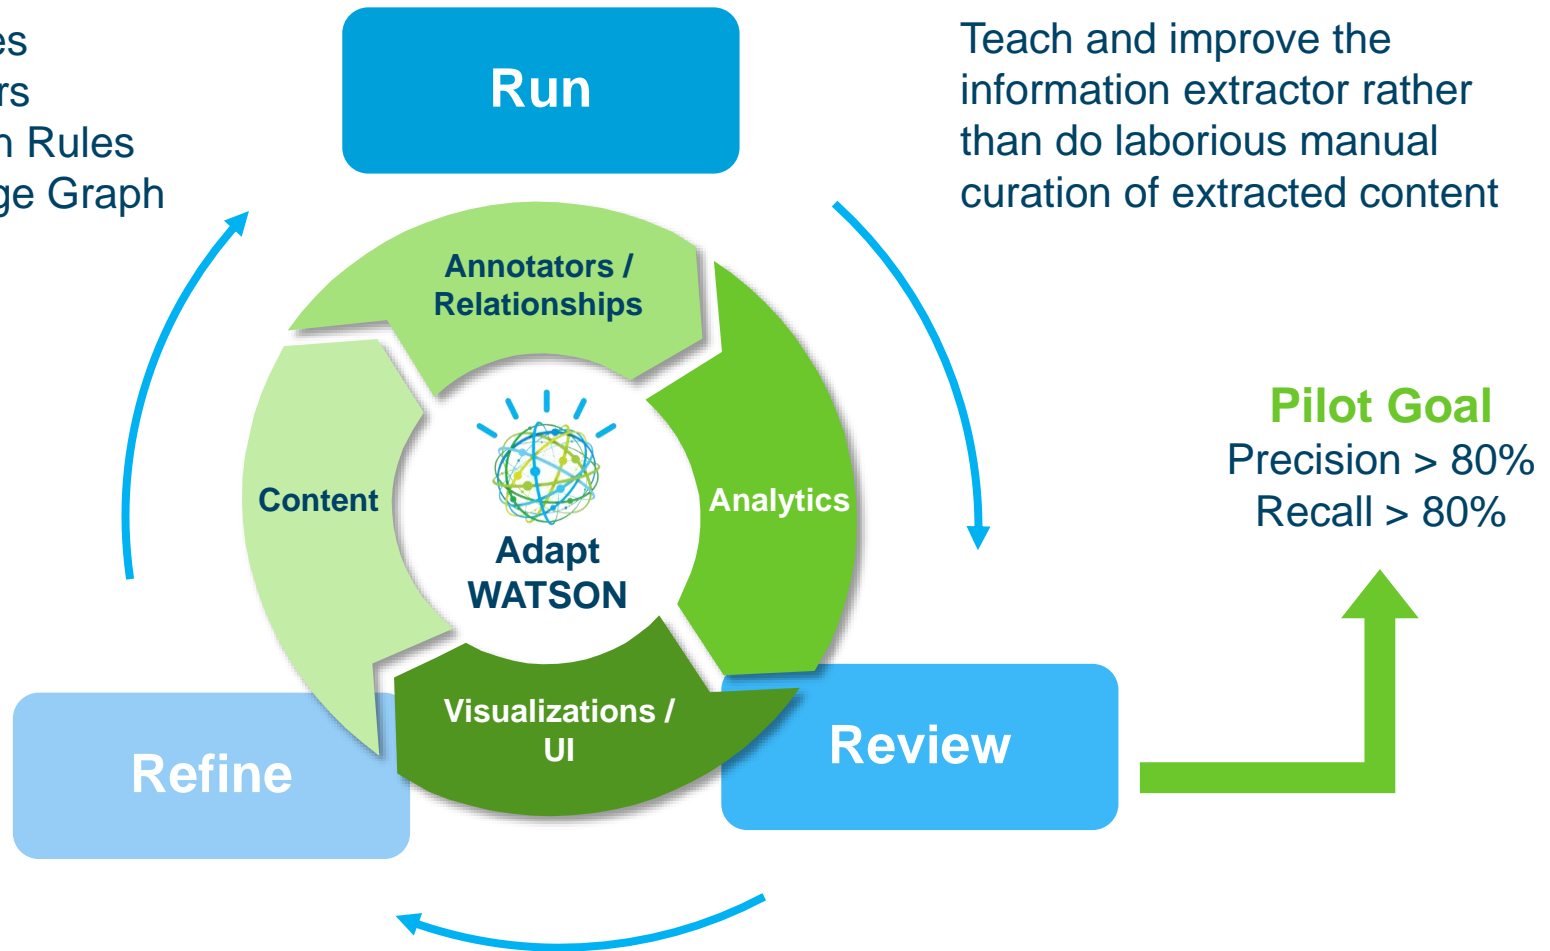 es
rs
n Rules
ge Graph
Run
Teach and improve the
information extractor rather
than do laborious manual
curation of extracted content
Annotators /
Relationships
Content
Adapt
WATSON
Analytics
Pilot Goal
Precision > 80%
Recall > 80%
Visualizations /
UI
Refine
Review